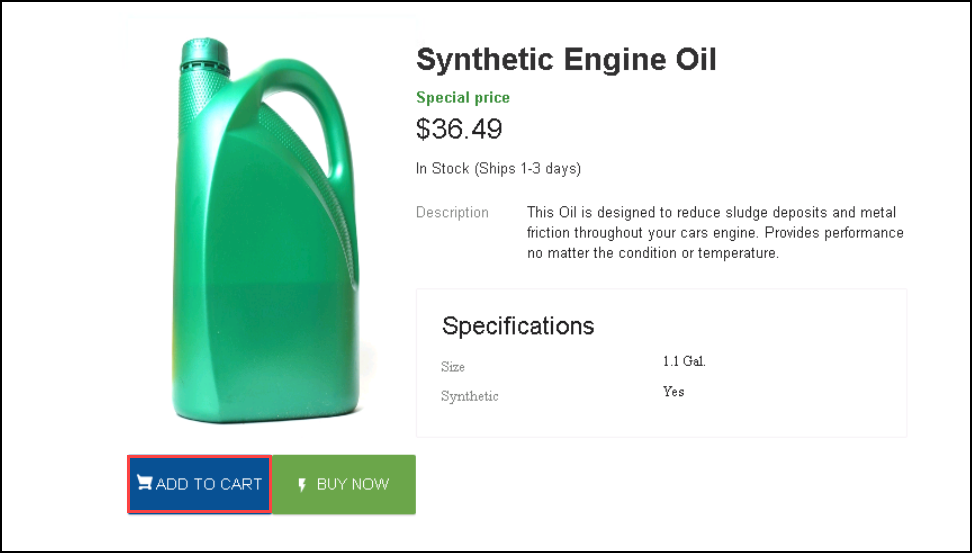 Synthetic Engine Oil
Special price
$36.49
In Stock (Ships 1-3 days)
Description
This Oil is designed to reduce sludge deposits and metal
friction throughout your cars engine. Provides performance
no matter the condition or temperature.
Specifications
Size 1.1 Gal.
Synthetic Yes
ADD TO CART BUY NOW